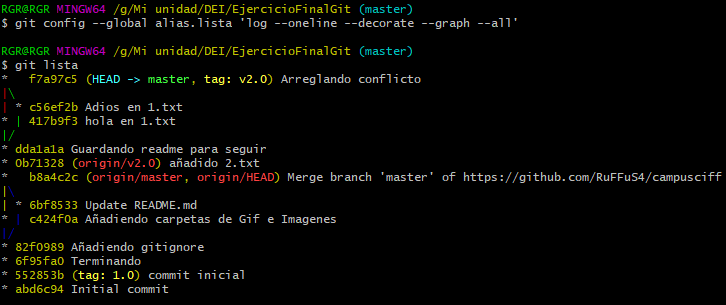 RGR@RGR MINGW64 /g/Mi unidad/DEI/EjercicioFinalGit (master)
$ git config --global alias.lista 'log --oneline --decorate --graph --all'
RGR@RGR MINGW64 /g/Mi unidad/DEI/EjercicioFinalGit (master)
$ git lista
*   f7a97c5 (HEAD -> master, tag: v2.0) Arreglando conflicto
|\
| * c56ef2b Adios en 1.txt
* | 417b9f3 hola en 1.txt
|/
* dda1a1a Guardando readme para seguir
* 0b71328 (origin/v2.0) añadido 2.txt
*   b8a4c2c (origin/master, origin/HEAD) Merge branch 'master' of https://github.com/RuFFuS4/campusciff
|\
| * 6bf8533 Update README.md
* | c424f0a Añadiendo carpetas de Gif e Imagenes
|/
* 82f0989 Añadiendo gitignore
* 6f95fa0 Terminando
* 552853b (tag: 1.0) commit inicial
* abd6c94 Initial commit